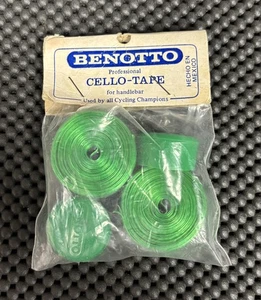 BENOTTO
Professional
CELLO-TAPE
for handlebar
Used by all Cycling Champions
HECHO EN
MEXICO